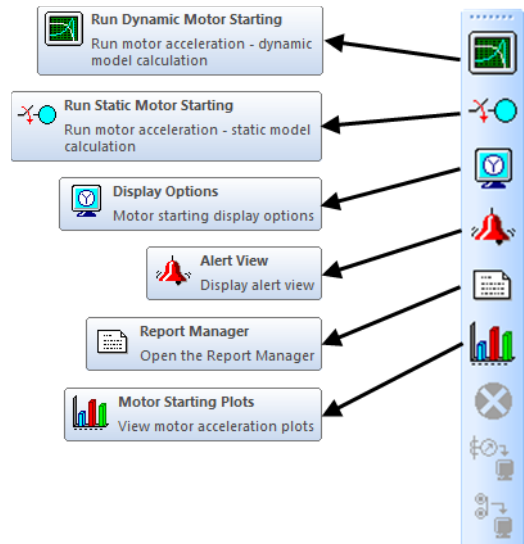 Run Dynamic Motor Starting
Run motor acceleration - dynamic
model calculation
Run Static Motor Starting
Run motor acceleration - static model
calculation
Display Options
Motor starting display options
Alert View
Display alert view
Report Manager
Open the Report Manager
Motor Starting Plots
View motor acceleration plots